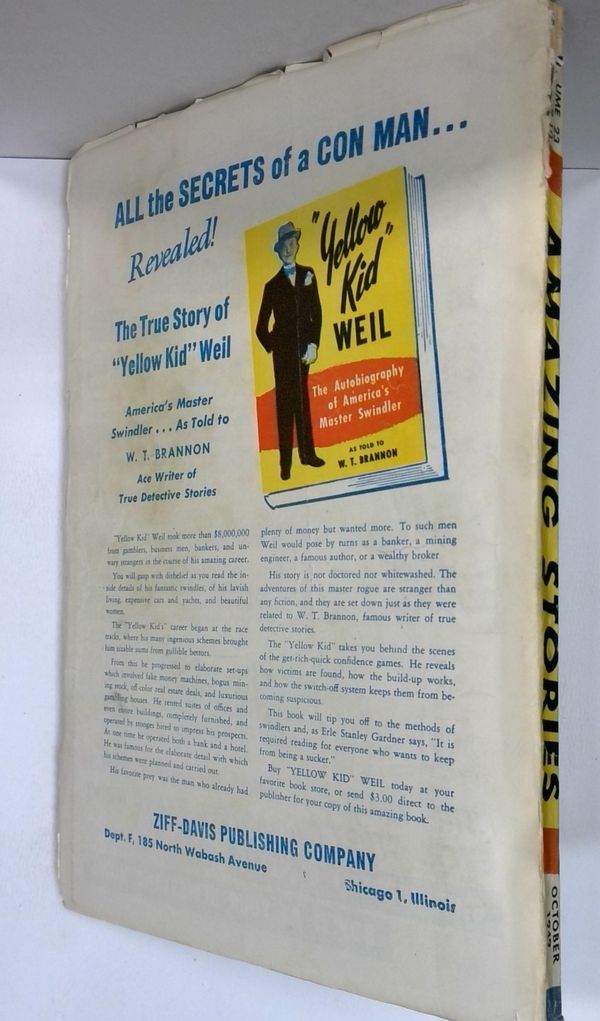 ALL the SECRETS of a CON MAN...
Revealed!
The True Story of
"Yellow Kid" Weil
America's Master
Swindler... As Told to
W. T. BRANNON
Ace Writer of
True Detective Stories
"Yellow
Kid"
WEIL
The Autobiography
of America's
Master Swindler
AS TOLD TO
W. T. BRANNON
"Yellow Kid" Weil took more than $8,000,000
from gamblers, business men, bankers, and un-
wary strangers in the course of his amazing career.
You will gasp with disbelief as you read the in-
side details of his fantastic swindles, of his lavish
living, expensive cars and yachts, and beautiful
women.
The "Yellow Kid's" career began at the race
tracks, where his many ingenious schemes brought
him sizable sums from gullible bettors.
From this he progressed to elaborate set-ups
which involved fake money machines, bogus min-
ing stock, off-color real estate deals, and luxurious
gambling houses. He rented suites of offices and
even entire buildings, completely furnished, and
operated by stooges hired to impress his prospects.
At one time he operated both a bank and a hotel.
He was famous for the elaborate detail with which
his schemes were planned and carried out.
His favorite prey was the man who already had
plenty of money but wanted more. To such men
Weil would pose by turns as a banker, a mining
engineer, a famous author, or a wealthy broker
His story is not doctored nor whitewashed. The
adventures of this master rogue are stranger than
any fiction, and they are set down just as they were
related to W. T. Brannon, famous writer of true
detective stories.
The "Yellow Kid" takes you behind the scenes
of the get-rich-quick confidence games. He reveals
how victims are found, how the build-up works,
and how the switch-off system keeps them from be-
coming suspicious.
This book will tip you off to the methods of
swindlers and, as Erle Stanley Gardner says, "It is
required reading for everyone who wants to keep
from being a sucker."
Buy "YELLOW KID" WEIL today at your
favorite book store, or send $3.00 direct to the
publisher for your copy of this amazing book.
ZIFF-DAVIS PUBLISHING COMPANY
Dept. F, 185 North Wabash Avenue
Chicago 1, Illinois
UME 23
AMAZING STORIES
OCTOBER